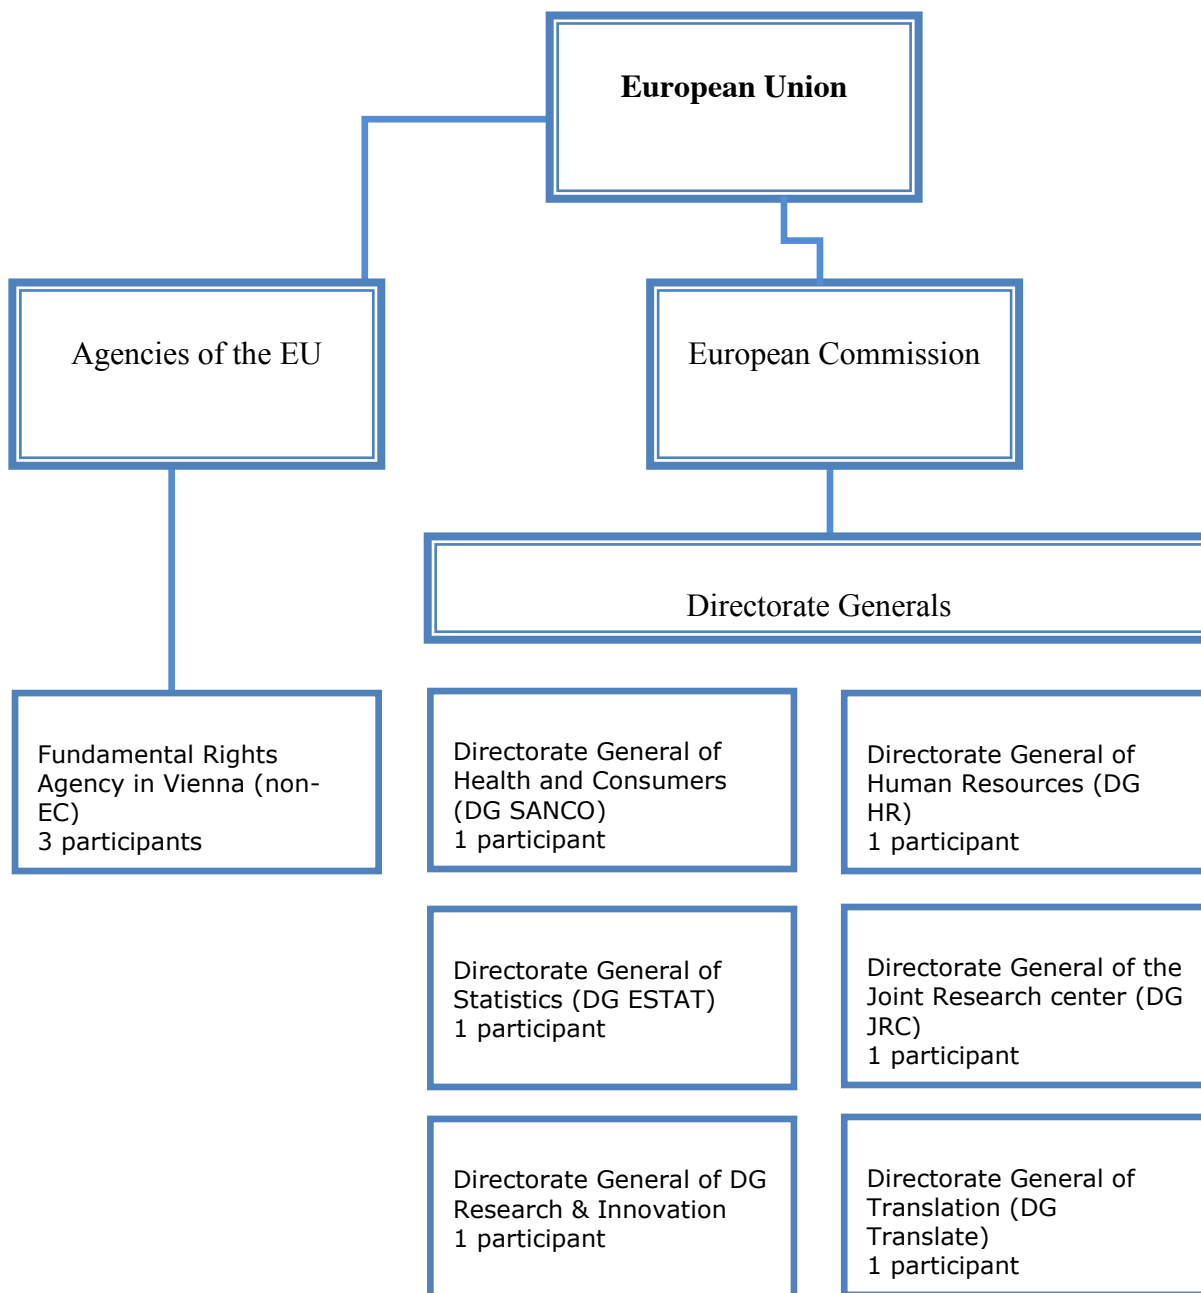 European Union
Agencies of the EU
European Commission
Directorate Generals
Fundamental Rights
Agency in Vienna (non-
EC)
3 participants
Directorate General of
Health and Consumers
(DG SANCO)
1 participant
Directorate General of
Human Resources (DG
HR)
1 participant
Directorate General of
Statistics (DG ESTAT)
1 participant
Directorate General of the
Joint Research center (DG
JRC)
1 participant
Directorate General of DG
Research & Innovation
1 participant
Directorate General of
Translation (DG
Translate)
1 participant